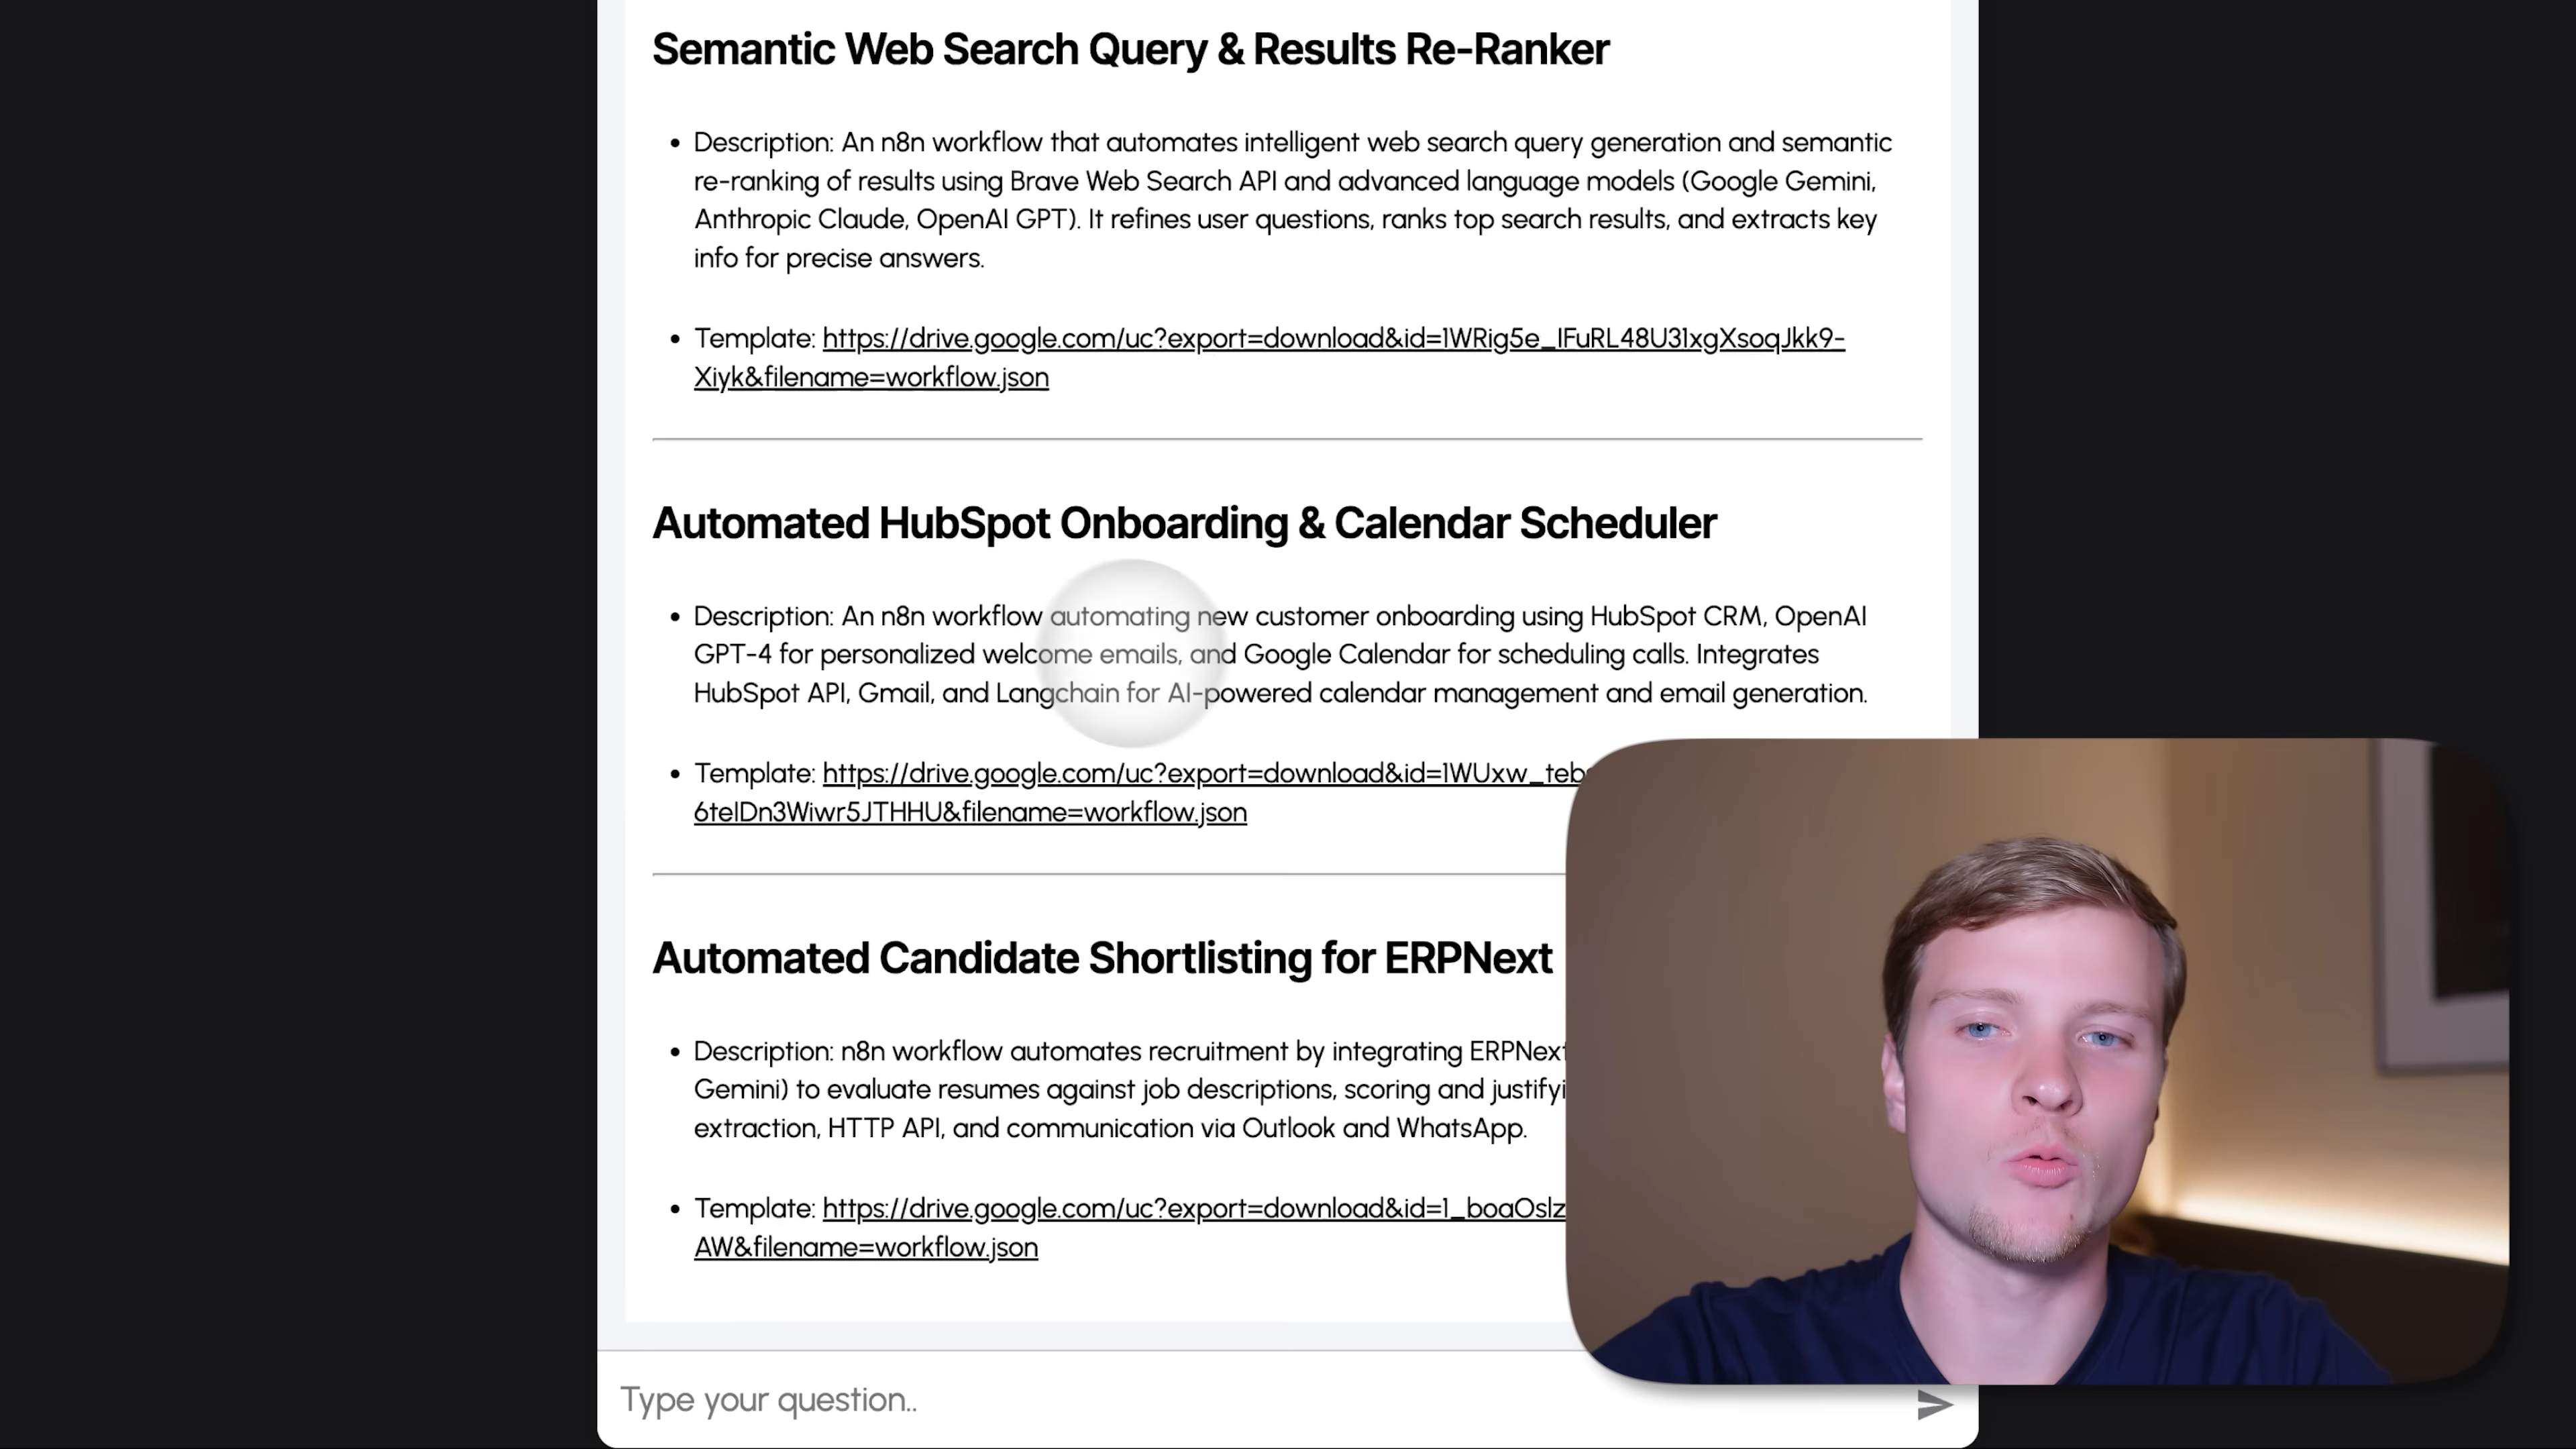 Semantic Web Search Query & Results Re-Ranker
• Description: An n8n workflow that automates intelligent web search query generation and semantic
re-ranking of results using Brave Web Search API and advanced language models (Google Gemini,
Anthropic Claude, OpenAI GPT). It refines user questions, ranks top search results, and extracts key
info for precise answers.
• Template: https://drive.google.com/uc?export=download&id=1WRig5e_IFuRL48U31xgXsoqJkk9-
Xiyk&filename=workflow.json
Automated HubSpot Onboarding & Calendar Scheduler
• Description: An n8n workflow automating new customer onboarding using HubSpot CRM, OpenAI
GPT-4 for personalized welcome emails, and Google Calendar for scheduling calls. Integrates
HubSpot API, Gmail, and Langchain for AI-powered calendar management and email generation.
• Template: https://drive.google.com/uc?export=download&id=1WUxw_teb
6telDn3Wiwr5JTHHU&filename=workflow.json
Automated Candidate Shortlisting for ERPNext
• Description: n8n workflow automates recruitment by integrating ERPNext
Gemini) to evaluate resumes against job descriptions, scoring and justifyi
extraction, HTTP API, and communication via Outlook and WhatsApp.
• Template: https://drive.google.com/uc?export=download&id=1_boaOslz
AW&filename=workflow.json
Type your question..